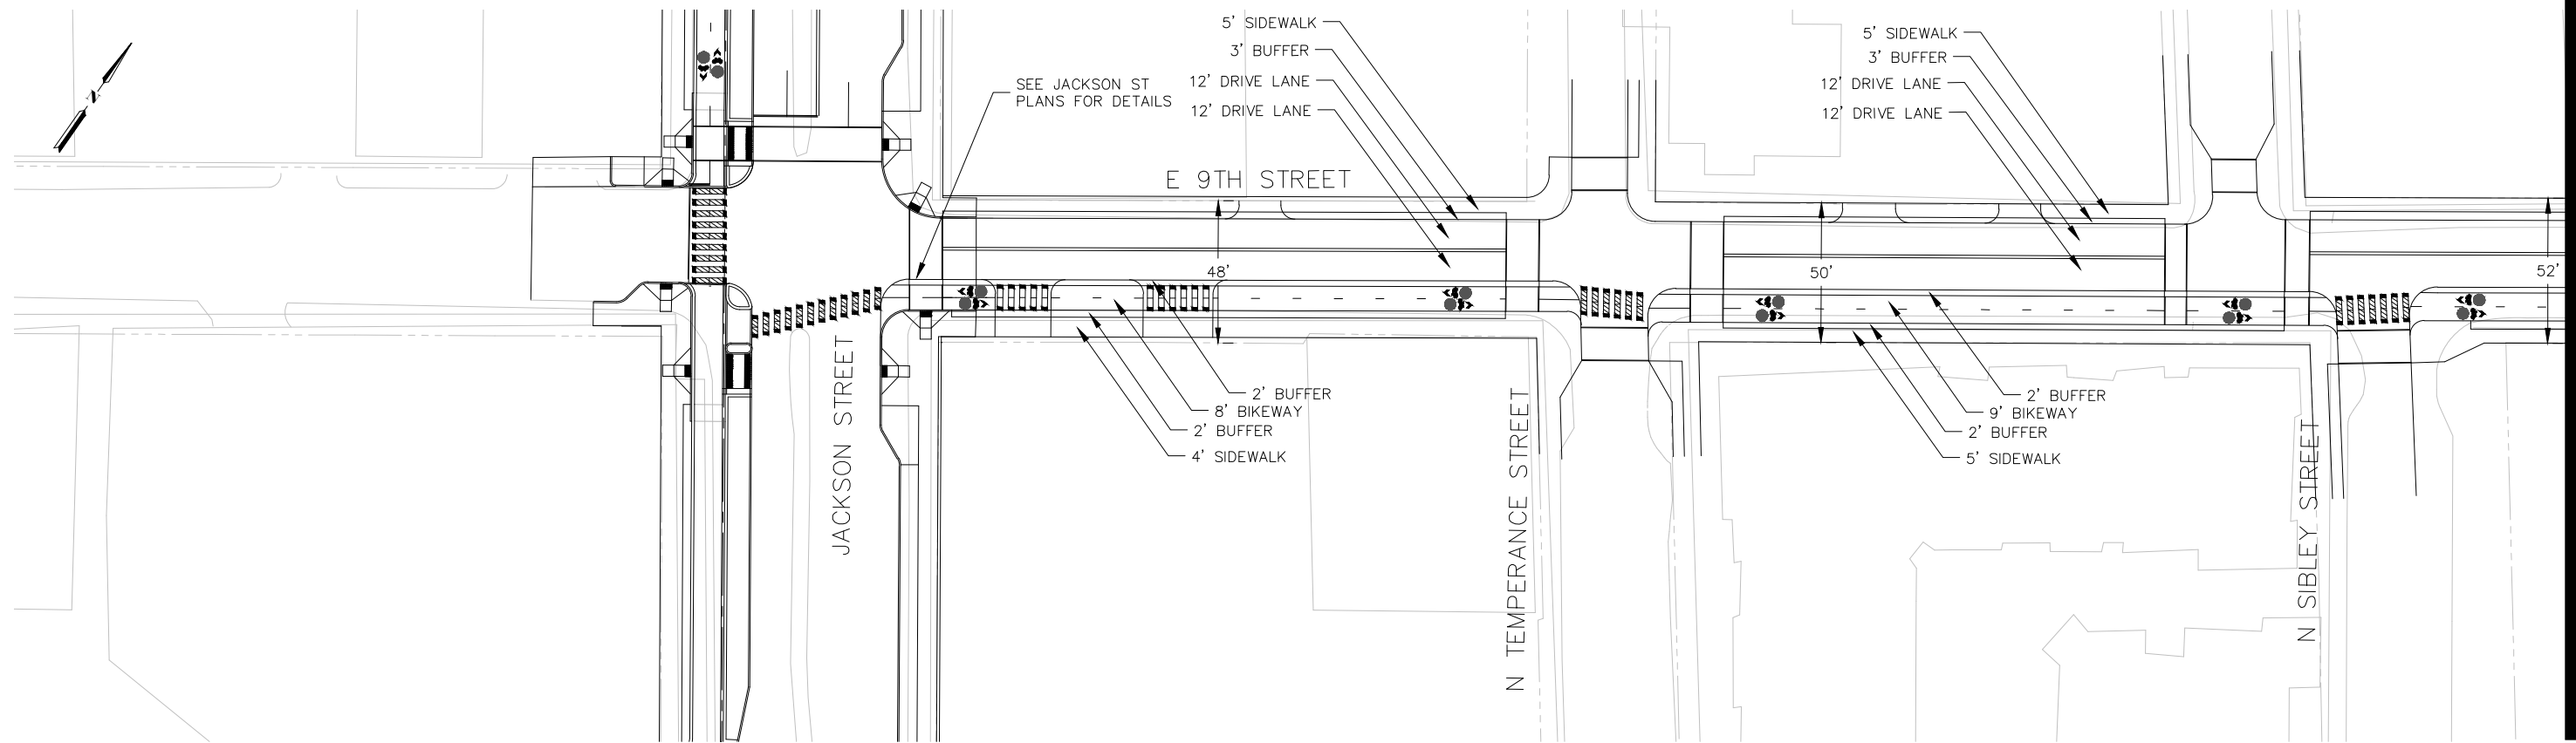 5' SIDEWALK
3' BUFFER
12' DRIVE LANE
12' DRIVE LANE
SEE JACKSON ST
PLANS FOR DETAILS
5' SIDEWALK
3' BUFFER
12' DRIVE LANE
12' DRIVE LANE
E 9TH STREET
48'
50'
52'
JACKSON STREET
2' BUFFER
8' BIKEWAY
2' BUFFER
4' SIDEWALK
N TEMPERANCE STREET
2' BUFFER
9' BIKEWAY
2' BUFFER
5' SIDEWALK
N SIBLEY STREET